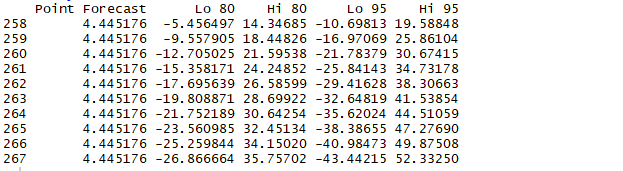 Point Forecast Lo 80 Hi 80 Lo 95 Hi 95
258 4.445176 -5.456497 14.34685 -10.69813 19.58848
259 4.445176 -9.557905 18.44826 -16.97069 25.86104
260 4.445176 -12.705025 21.59538 -21.78379 30.67415
261 4.445176 -15.358171 24.24852 -25.84143 34.73178
262 4.445176 -17.695639 26.58599 -29.41628 38.30663
263 4.445176 -19.808871 28.69922 -32.64819 41.53854
264 4.445176 -21.752189 30.64254 -35.62024 44.51059
265 4.445176 -23.560985 32.45134 -38.38655 47.27690
266 4.445176 -25.259844 34.15020 -40.98473 49.87508
267 4.445176 -26.866664 35.75702 -43.44215 52.33250